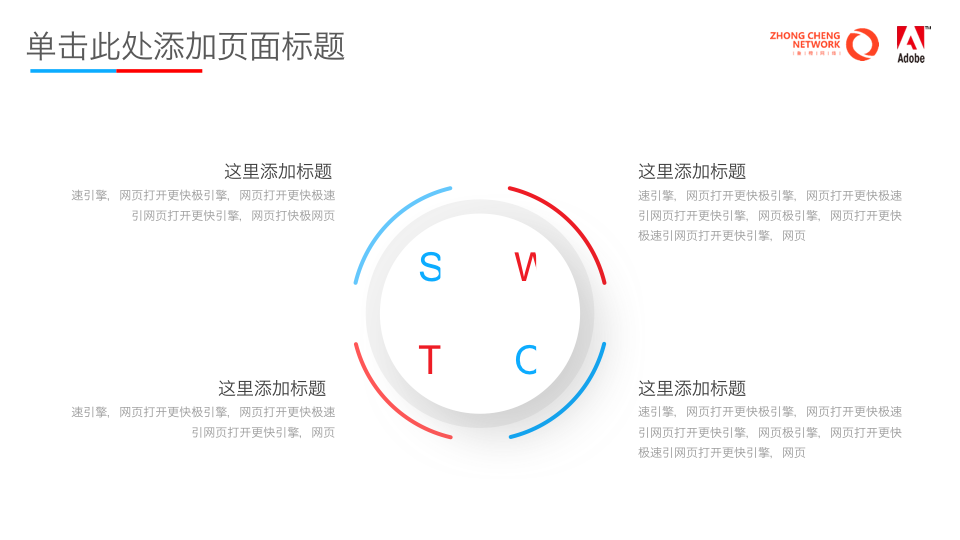 单击此处添加页面标题
ZHONG CHENG
NETWORK
Adobe
TM
这里添加标题
速引擎，网页打开更快极引擎，网页打开更快极速
引网页打开更快引擎，网页打快极网页
这里添加标题
速引擎，网页打开更快极引擎，网页打开更快极速
引网页打开更快引擎，网页极引擎，网页打开更快
极速引网页打开更快引擎，网页
S
W
T
O
这里添加标题
速引擎，网页打开更快极引擎，网页打开更快极速
引网页打开更快引擎，网页
这里添加标题
速引擎，网页打开更快极引擎，网页打开更快极速
引网页打开更快引擎，网页极引擎，网页打开更快
极速引网页打开更快引擎，网页